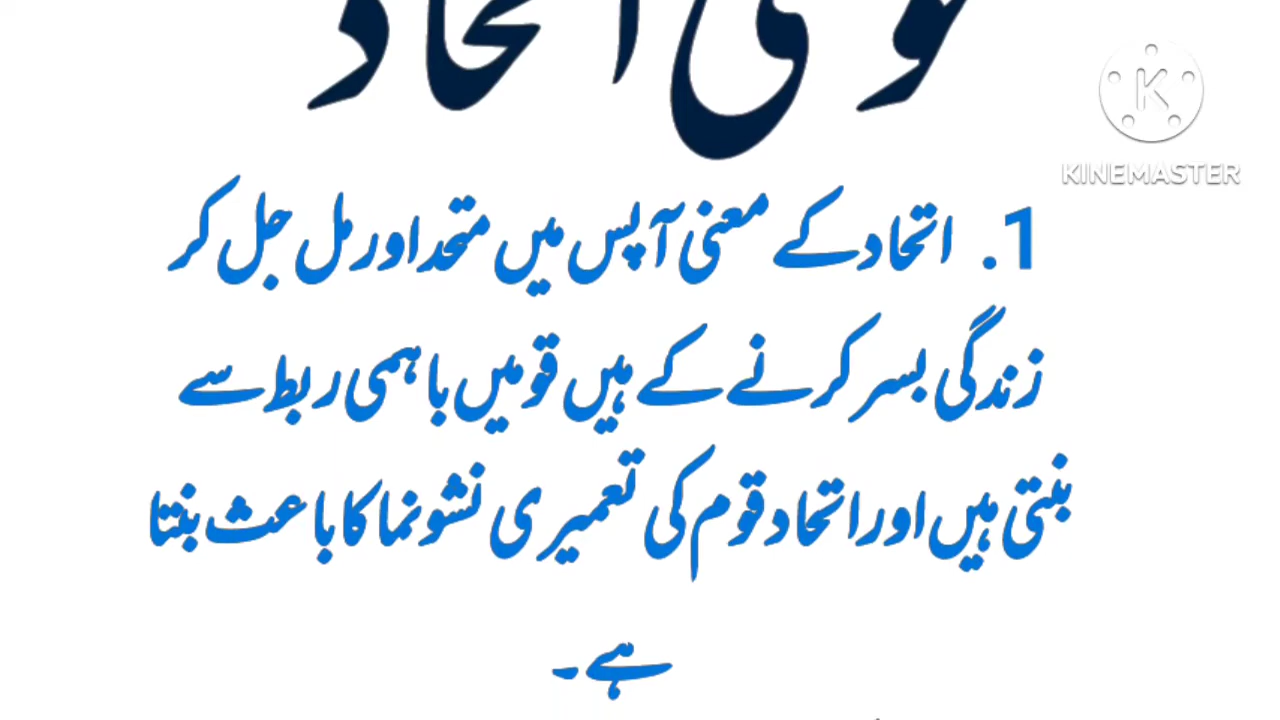 قومی اتحاد
KINEMASTER
1. اتحاد کے معنی آپس میں متحد اور مل جل کر
زندگی بسر کرنے کے ہیں قومیں باہمی ربط سے
بنتی ہیں اور اتحاد قوم کی تعمیری نشونما کا باعث بنتا
ہے۔